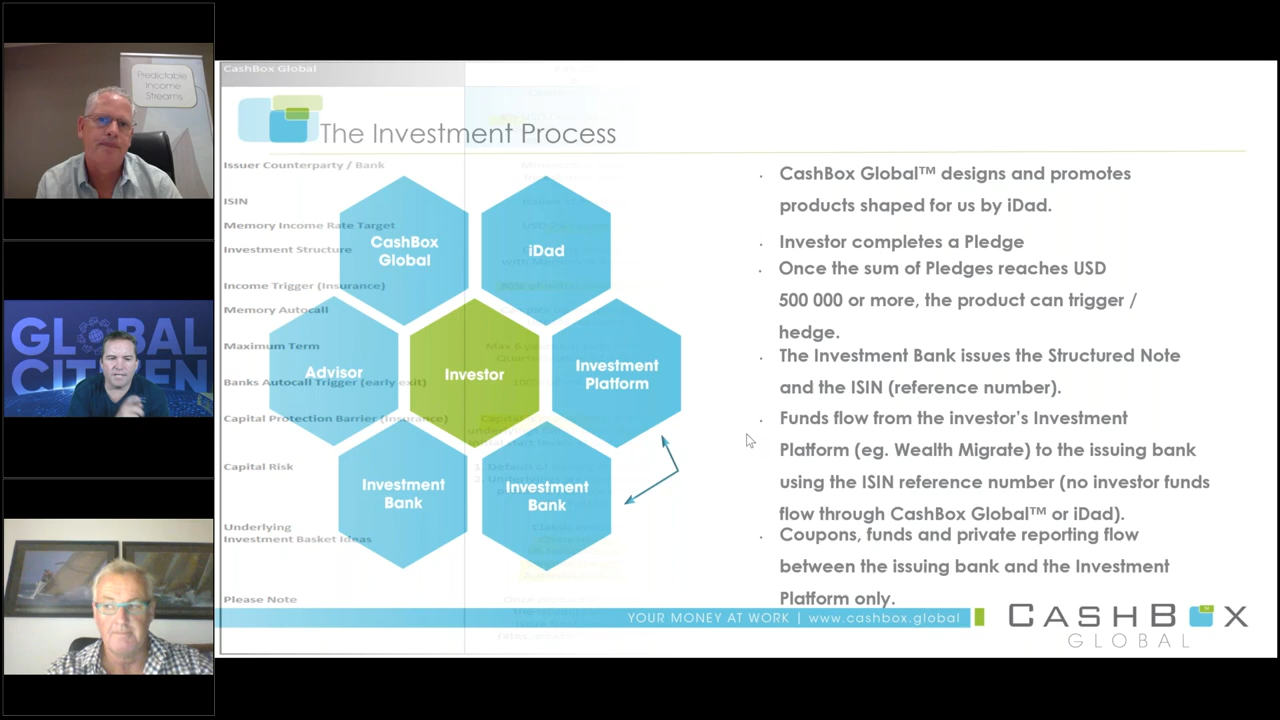 Predictable
Income
Streams
GLOBAL
CITIZEN
CashBox Global
The Investment Process
Issuer Counterparty / Bank
ISIN
Memory Income Rate Target
Investment Structure
Income Trigger (Insurance)
Memory Autocall
Maximum Term
Banks Autocall Trigger (early exit)
Capital Protection Barrier (Insurance)
Capital Risk
Underlying
Investment Basket Ideas
Please Note
CashBox
Global
iDad
Advisor
Investor
Investment
Platform
Investment
Bank
Investment
Bank
· CashBox Global™ designs and promotes
products shaped for us by iDad.
· Investor completes a Pledge
· Once the sum of Pledges reaches USD
500 000 or more, the product can trigger /
hedge.
· The Investment Bank issues the Structured Note
and the ISIN (reference number).
· Funds flow from the investor's Investment
Platform (eg. Wealth Migrate) to the issuing bank
using the ISIN reference number (no investor funds
flow through CashBox Global™ or iDad).
· Coupons, funds and private reporting flow
between the issuing bank and the Investment
Platform only.
YOUR MONEY AT WORK | www.cashbox.global
CASHBOX
GLOBAL